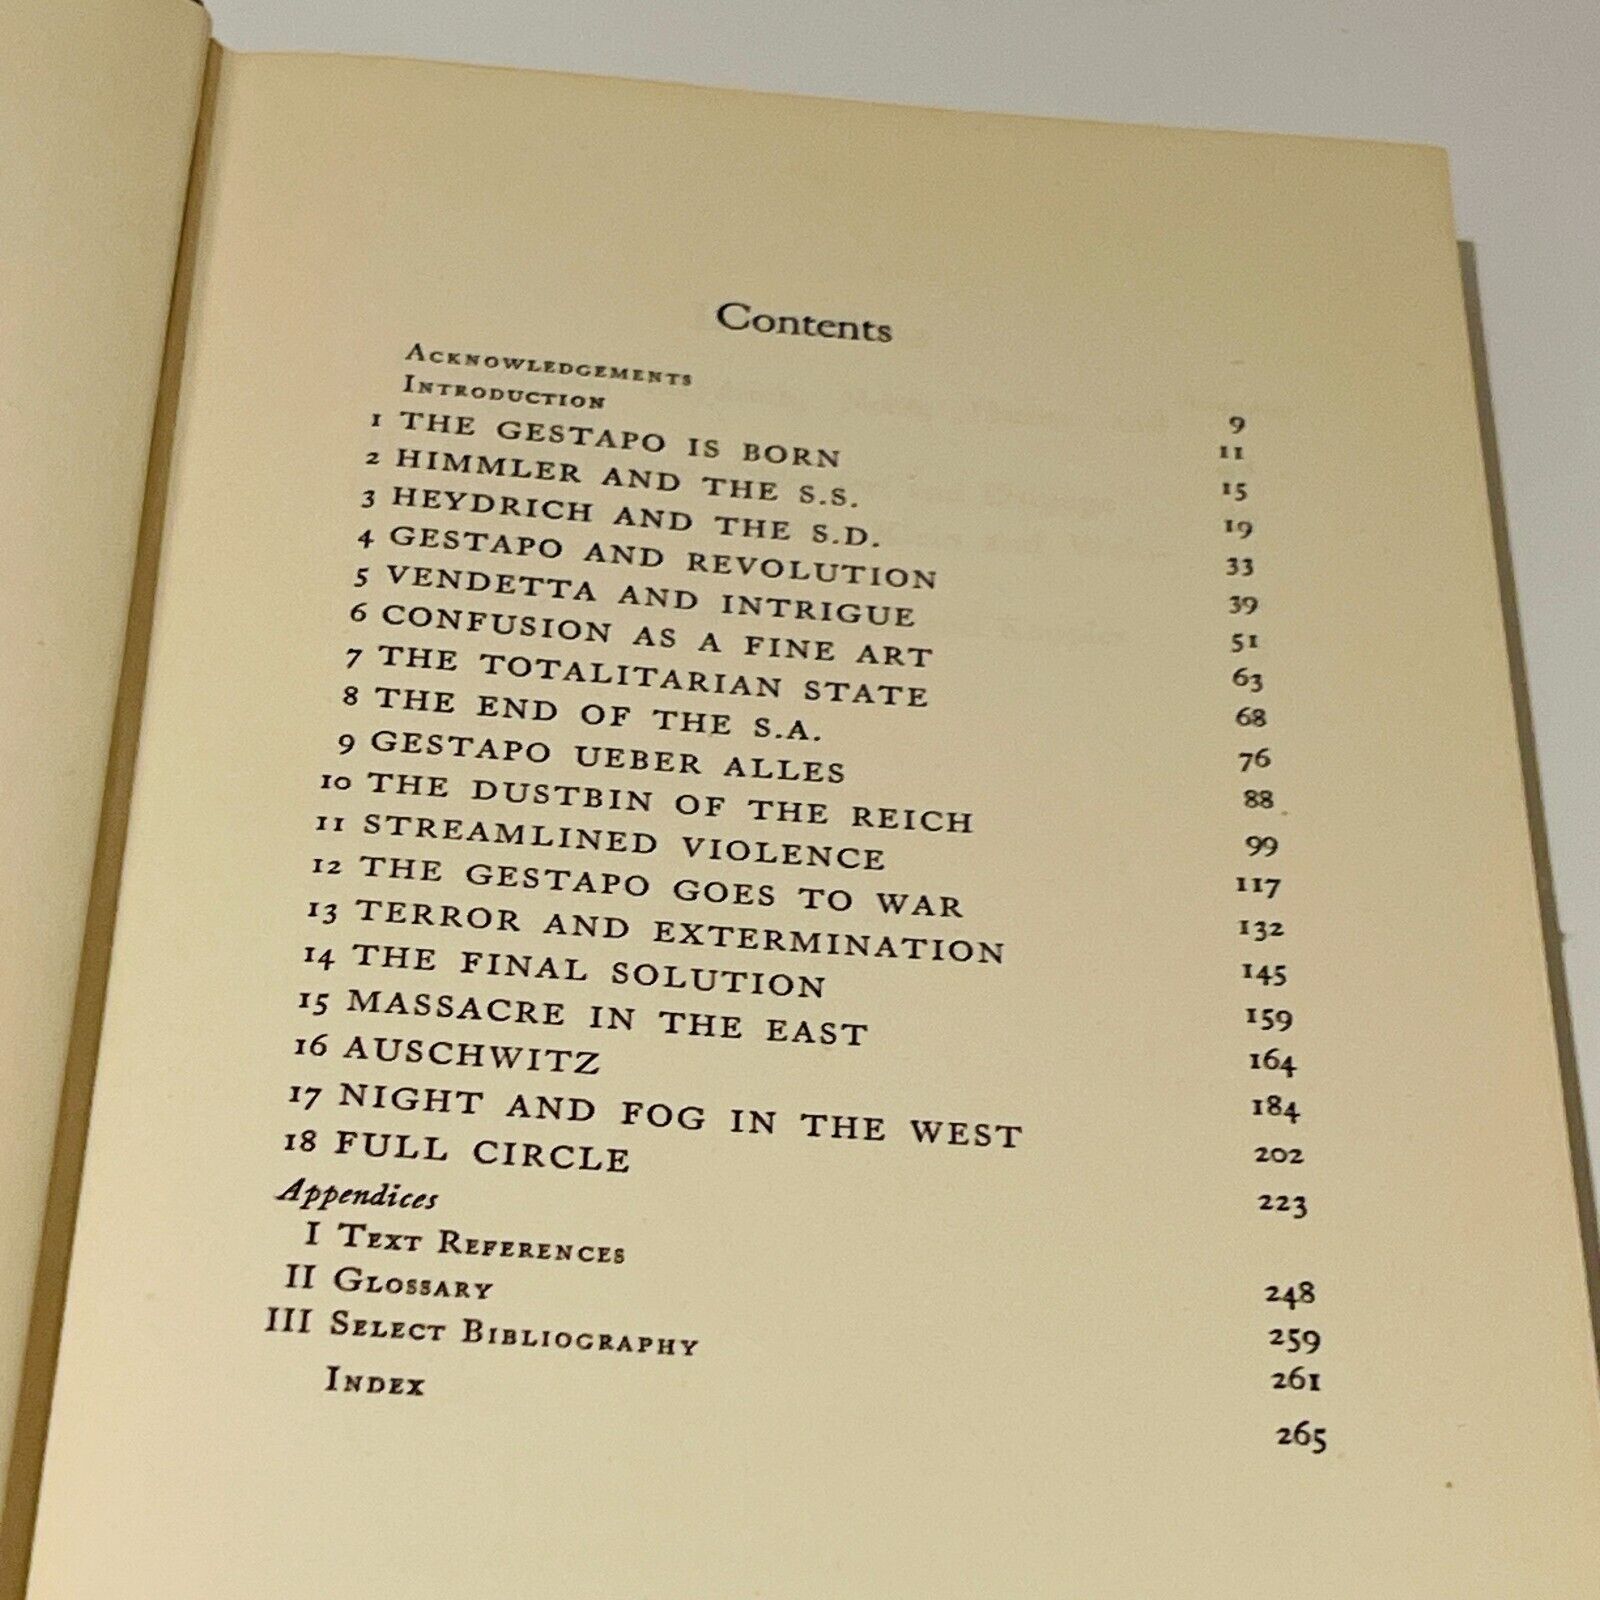 Contents
ACKNOWLEDGEMENTS 9
INTRODUCTION 11
1 THE GESTAPO IS BORN 15
2 HIMMLER AND THE S.S. 19
3 HEYDRICH AND THE S.D. 33
4 GESTAPO AND REVOLUTION 39
5 VENDETTA AND INTRIGUE 51
6 CONFUSION AS A FINE ART 63
7 THE TOTALITARIAN STATE 68
8 THE END OF THE S.A. 76
9 GESTAPO UEBER ALLES 88
10 THE DUSTBIN OF THE REICH 99
11 STREAMLINED VIOLENCE 117
12 THE GESTAPO GOES TO WAR 132
13 TERROR AND EXTERMINATION 145
14 THE FINAL SOLUTION 159
15 MASSACRE IN THE EAST 164
16 AUSCHWITZ 184
17 NIGHT AND FOG IN THE WEST 202
18 FULL CIRCLE 223
Appendices
I TEXT REFERENCES 248
II GLOSSARY 259
III SELECT BIBLIOGRAPHY 261
INDEX 265